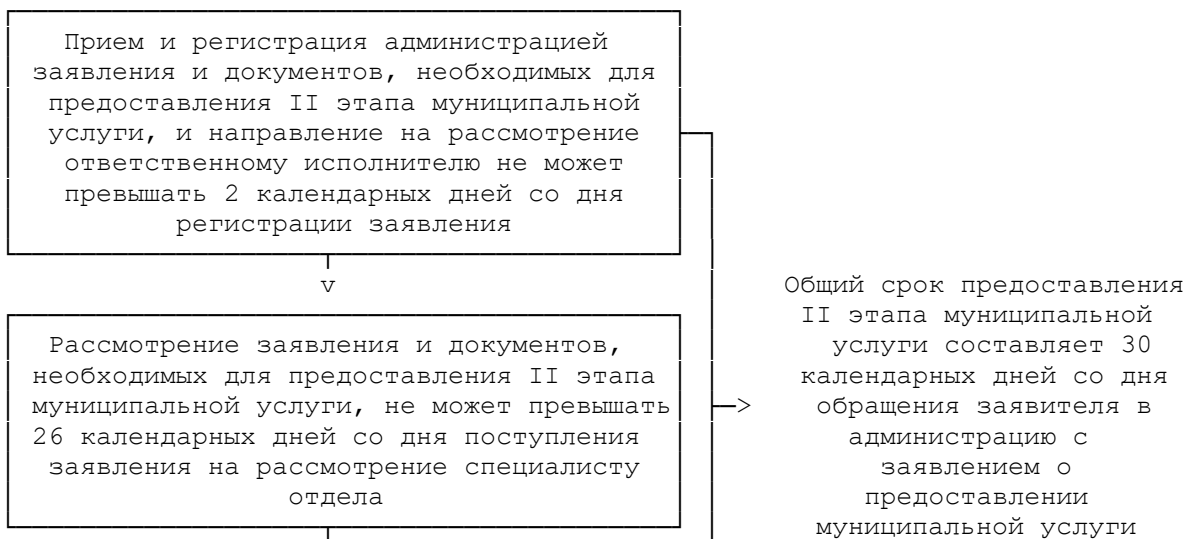 Прием и регистрация администрацией
заявления и документов, необходимых для
предоставления II этапа муниципальной
услуги, и направление на рассмотрение
ответственному исполнителю не может
превышать 2 календарных дней со дня
регистрации заявления
v
Рассмотрение заявления и документов,
необходимых для предоставления II этапа
муниципальной услуги, не может превышать
26 календарных дней со дня поступления
заявления на рассмотрение специалисту
отдела
Общий срок предоставления
II этапа муниципальной
услуги составляет 30
календарных дней со дня
обращения заявителя в
администрацию с
заявлением о
предоставлении
муниципальной услуги